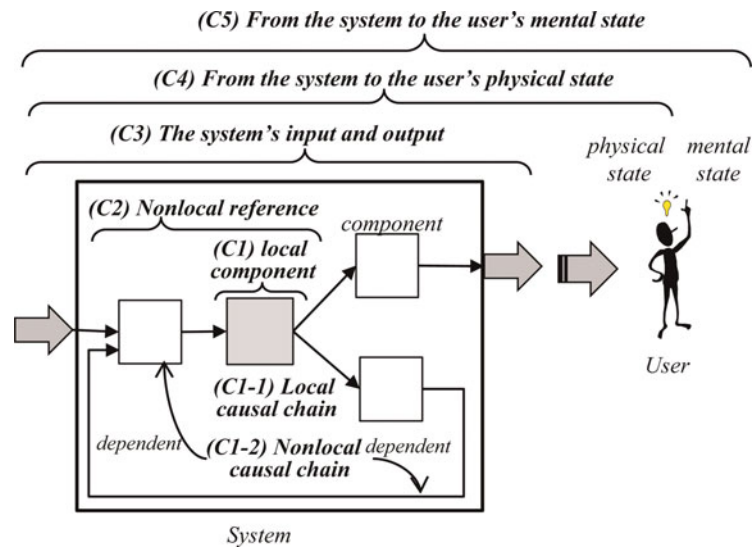 (C5) From the system to the user's mental state
(C4) From the system to the user's physical state
(C3) The system's input and output
physical state
mental state
(C2) Nonlocal reference
component
(C1) local
component
(C1-1) Local
causal chain
User
dependent
(C1-2) Nonlocal
causal chain
dependent
System